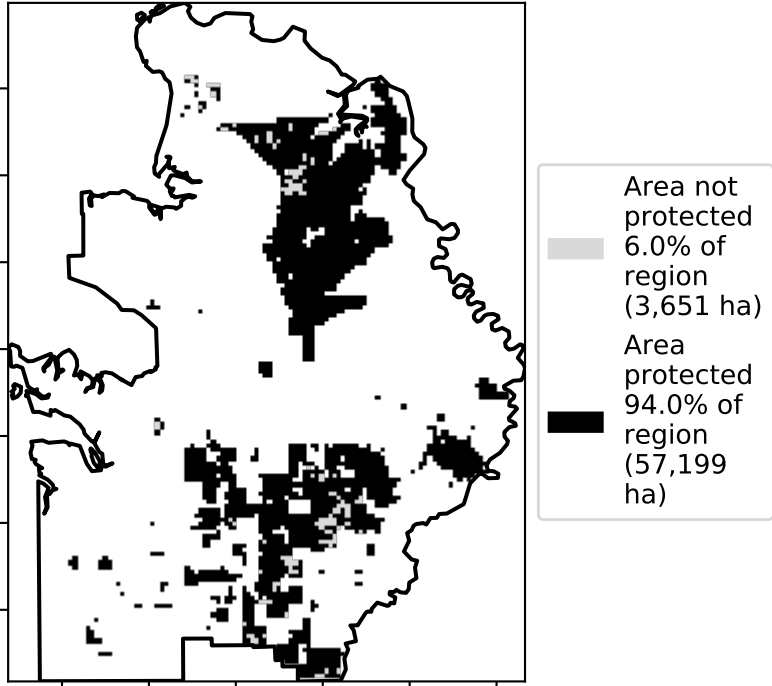 Area not
protected
6.0% of
region
(3,651 ha)
Area
protected
94.0% of
region
(57,199
ha)